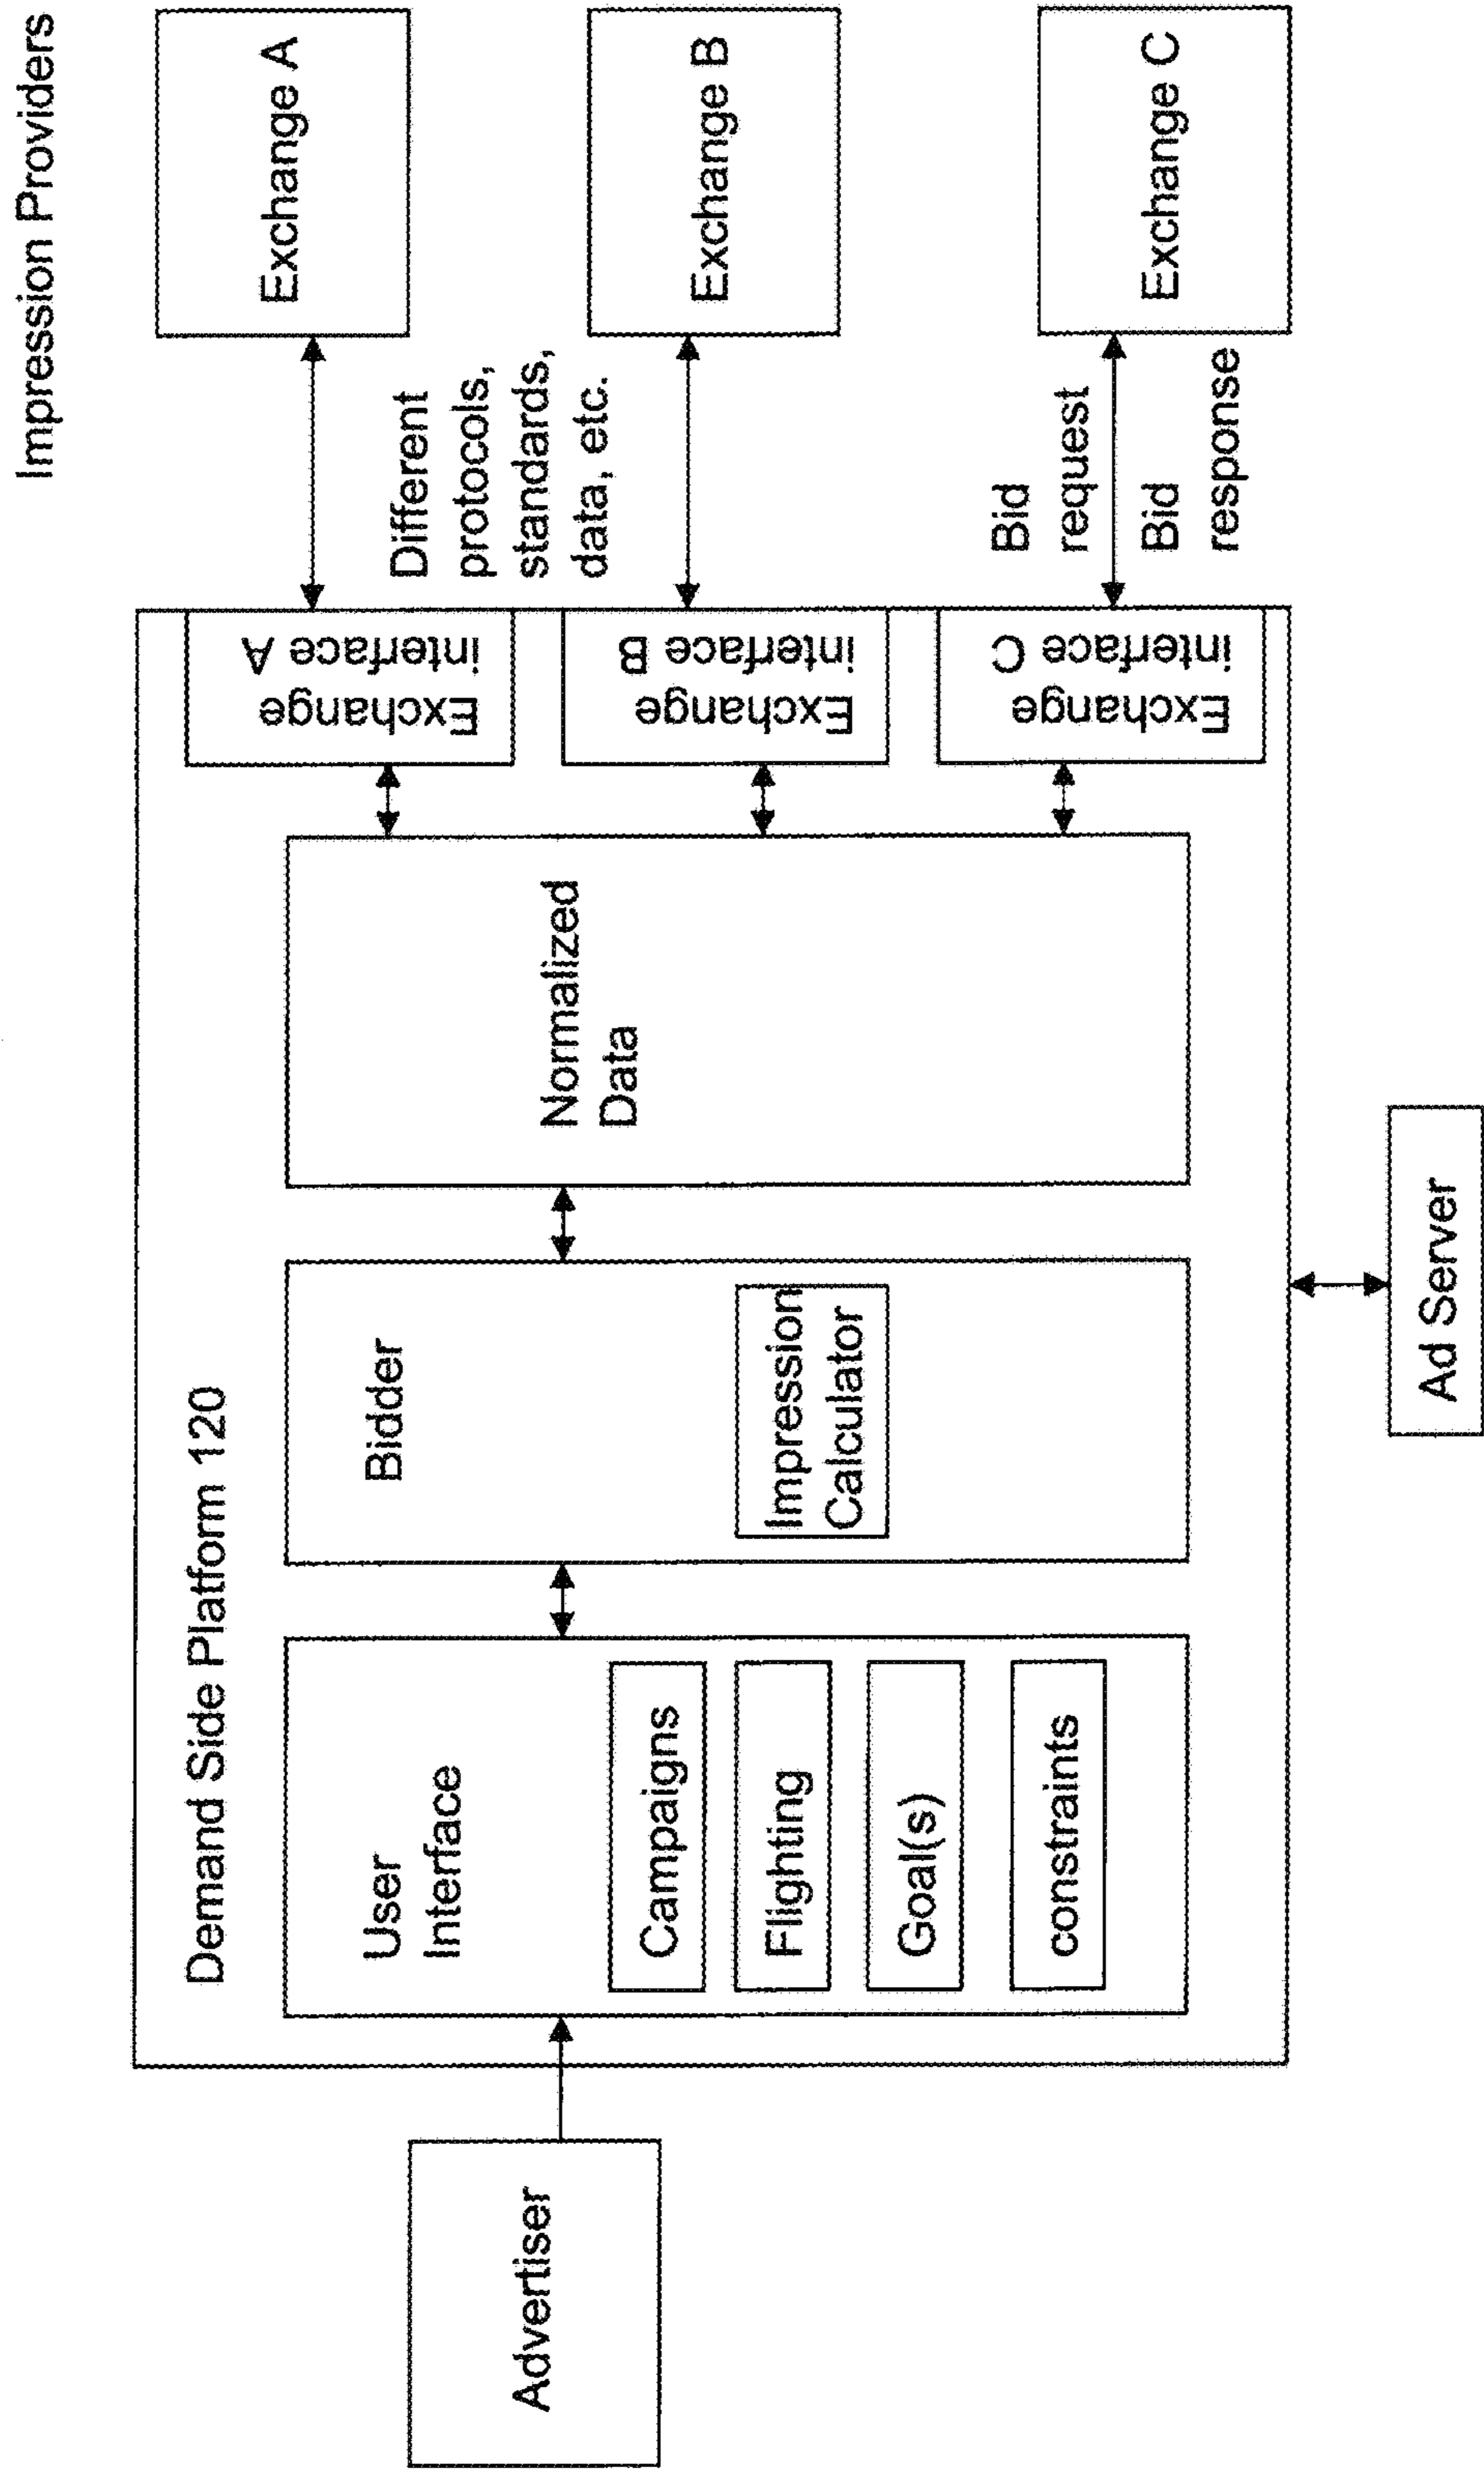 Impression Providers
Demand Side Platform 120
Advertiser
User
Interface
Campaigns
Flighting
Goal(s)
constraints
Bidder
Impression
Calculator
Normalized
Data
Exchange
interface A
Exchange
interface B
Exchange
interface C
Different
protocols,
standards,
data, etc.
Bid
request
Bid
response
Exchange A
Exchange B
Exchange C
Ad Server